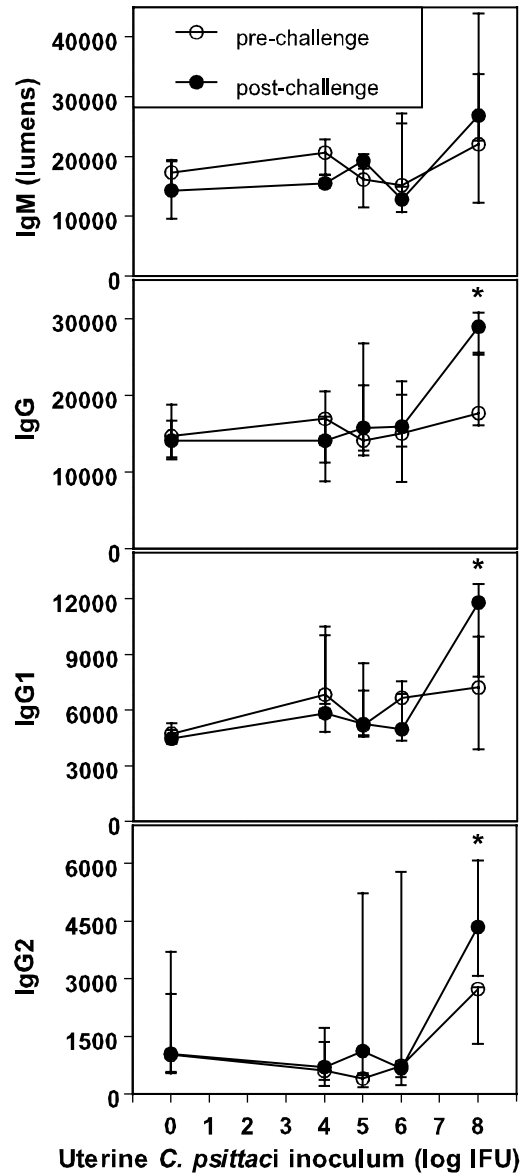 pre-challenge
post-challenge
IgM (lumens)
40000
30000
20000
10000
0
*
IgG
30000
20000
10000
0
*
IgG1
12000
9000
6000
3000
0
*
IgG2
6000
4500
3000
1500
0
0 1 2 3 4 5 6 7 8
Uterine C. psittaci inoculum (log IFU)